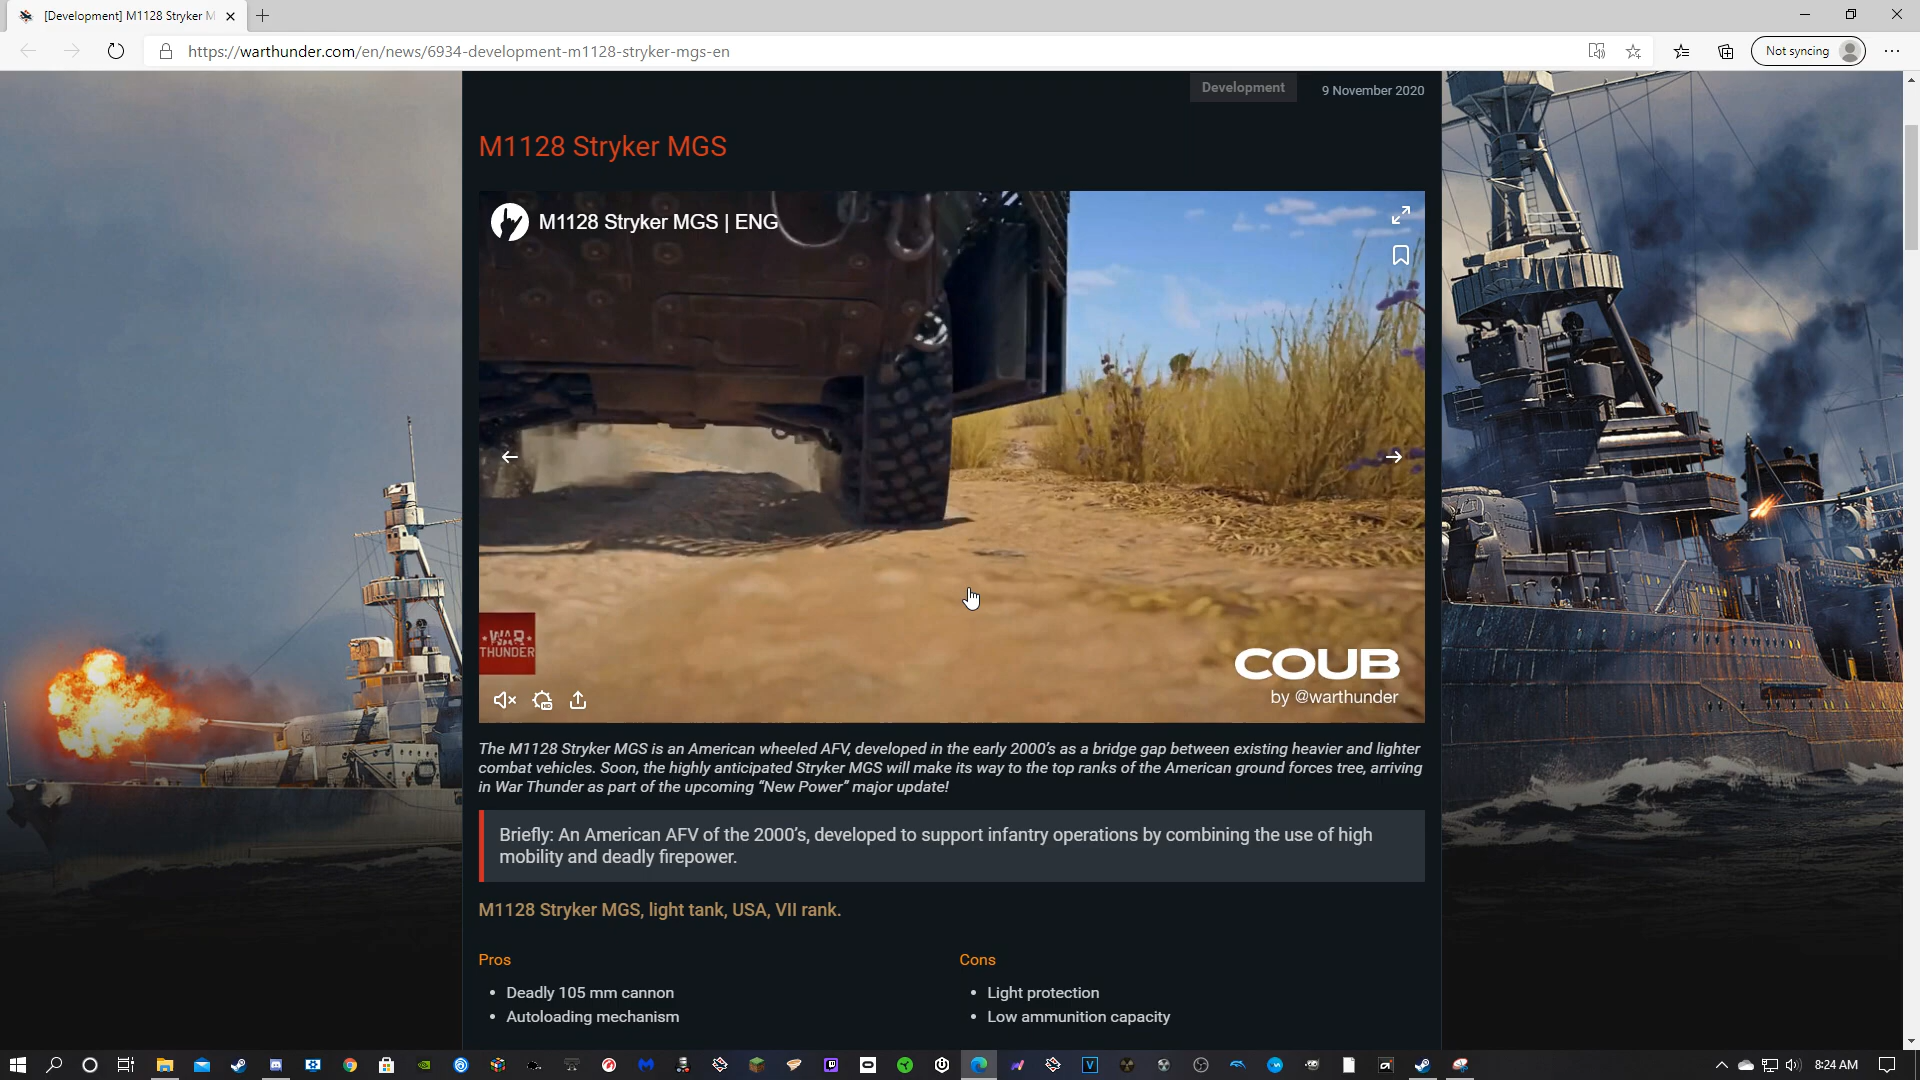 [Development] M1128 Stryker M
https://warthunder.com/en/news/6934-development-m1128-stryker-mgs-en
Not syncing
Development
9 November 2020
M1128 Stryker MGS
M1128 Stryker MGS | ENG
WAR
THUNDER
HD
COUB
by @warthunder
The M1128 Stryker MGS is an American wheeled AFV, developed in the early 2000's as a bridge gap between existing heavier and lighter
combat vehicles. Soon, the highly anticipated Stryker MGS will make its way to the top ranks of the American ground forces tree, arriving
in War Thunder as part of the upcoming “New Power” major update!
Briefly: An American AFV of the 2000's, developed to support infantry operations by combining the use of high
mobility and deadly firepower.
M1128 Stryker MGS, light tank, USA, VII rank.
Pros
• Deadly 105 mm cannon
• Autoloading mechanism
Cons
• Light protection
• Low ammunition capacity
8:24 AM